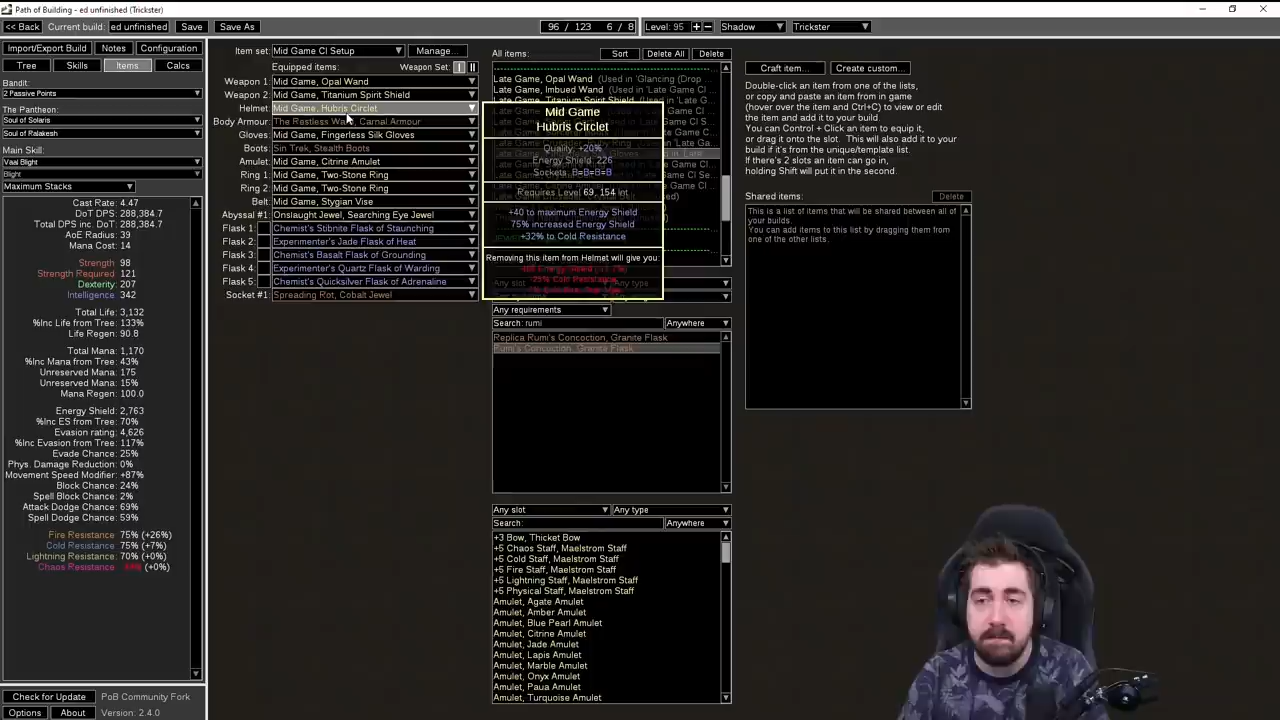 Path of Building - ed unfinished (Trickster)
<< Back
Current build:
ed unfinished
Save
Save As
96 / 123 6 / 8
Level: 95
+
-
Shadow
Trickster
Import/Export Build
Notes
Configuration
Tree
Skills
Items
Calcs
Bandit:
2 Passive Points
The Pantheon:
Soul of Solaris
Soul of Ralakesh
Main Skill:
Vaal Blight
Blight
Maximum Stacks
Cast Rate: 4.47
DoT DPS: 288,384.7
Total DPS inc. DoT: 288,384.7
AoE Radius: 39
Mana Cost: 14
Strength: 98
Strength Required: 121
Dexterity: 207
Intelligence: 342
Total Life: 3,132
%Inc Life from Tree: 133%
Life Regen: 90.8
Total Mana: 1,170
%Inc Mana from Tree: 43%
Unreserved Mana: 175
Unreserved Mana: 15%
Mana Regen: 100.0
Energy Shield: 2,763
%Inc ES from Tree: 70%
Evasion rating: 4,626
%Inc Evasion from Tree: 117%
Evade Chance: 25%
Phys. Damage Reduction: 0%
Movement Speed Modifier: +87%
Block Chance: 24%
Spell Block Chance: 2%
Attack Dodge Chance: 69%
Spell Dodge Chance: 59%
Fire Resistance: 75% (+26%)
Cold Resistance: 75% (+7%)
Lightning Resistance: 70% (+0%)
Chaos Resistance: (+0%)
Check for Update
PoB Community Fork
Options
About
Version: 2.4.0
Item set:
Mid Game CI Setup
Manage...
Equipped items:
Weapon Set:
I
II
Weapon 1: Mid Game, Opal Wand
Weapon 2: Mid Game, Titanium Spirit Shield
Helmet: Mid Game, Hubris Circlet
Body Armour: The Restless Ward, Carnal Armour
Gloves: Mid Game, Fingerless Silk Gloves
Boots: Sin Trek, Stealth Boots
Amulet: Mid Game, Citrine Amulet
Ring 1: Mid Game, Two-Stone Ring
Ring 2: Mid Game, Two-Stone Ring
Belt: Mid Game, Stygian Vise
Abyssal #1: Onslaught Jewel, Searching Eye Jewel
Flask 1: Chemist's Stibnite Flask of Staunching
Flask 2: Experimenter's Jade Flask of Heat
Flask 3: Chemist's Basalt Flask of Grounding
Flask 4: Experimenter's Quartz Flask of Warding
Flask 5: Chemist's Quicksilver Flask of Adrenaline
Socket #1: Spreading Rot, Cobalt Jewel
All items:
Sort
Delete All
Delete
Late Game, Opal Wand (Used in 'Glancing (Drop
Late Game, Imbued Wand (Used in 'Late Game
Late Game, Titanium Spirit Shield
Mid Game
Hubris Circlet
Quality: +20%
Energy Shield: 226
Sockets: B=B=B=B
Requires Level 69, 154 Int
+40 to maximum Energy Shield
75% increased Energy Shield
+32% to Cold Resistance
Removing this item from Helmet will give you:
Any slot
Any type
Any requirements
Search: rumi
Anywhere
Replica Rumi's Concoction, Granite Flask
Rumi's Concoction, Granite Flask
Any slot
Any type
Search:
Anywhere
+3 Bow, Thicket Bow
+5 Chaos Staff, Maelstrom Staff
+5 Cold Staff, Maelstrom Staff
+5 Fire Staff, Maelstrom Staff
+5 Lightning Staff, Maelstrom Staff
+5 Physical Staff, Maelstrom Staff
Amulet, Agate Amulet
Amulet, Amber Amulet
Amulet, Blue Pearl Amulet
Amulet, Citrine Amulet
Amulet, Jade Amulet
Amulet, Lapis Amulet
Amulet, Marble Amulet
Amulet, Onyx Amulet
Amulet, Paua Amulet
Amulet, Turquoise Amulet
Craft item...
Create custom...
Double-click an item from one of the lists,
or copy and paste an item from in game
(hover over the item and Ctrl+C) to view or edit
the item and add it to your build.
You can Control + Click an item to equip it,
or drag it onto the slot. This will also add it to
your build if it's from the unique/template list.
If there's 2 slots an item can go in,
holding Shift will put it in the second.
Shared items:
Delete
This is a list of items that will be shared between all of
your builds.
You can add items to this list by dragging them from
one of the other lists.